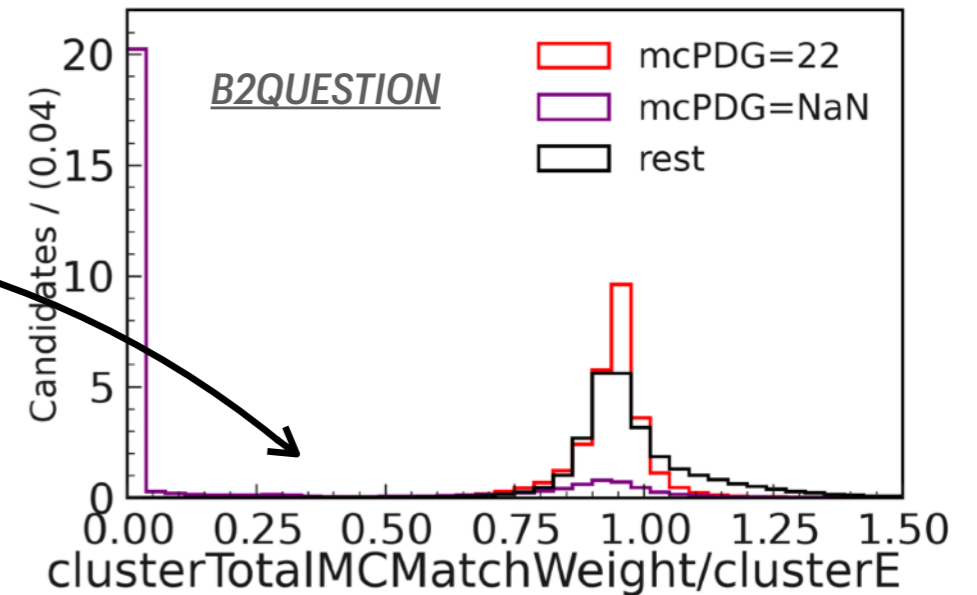 B2QUESTION
mcPDG=22
mcPDG=NaN
rest
Candidates / (0.04)
20
15
10
5
0
0.00 0.25 0.50 0.75 1.00 1.25 1.50
clusterTotalMCMatchWeight/clusterE